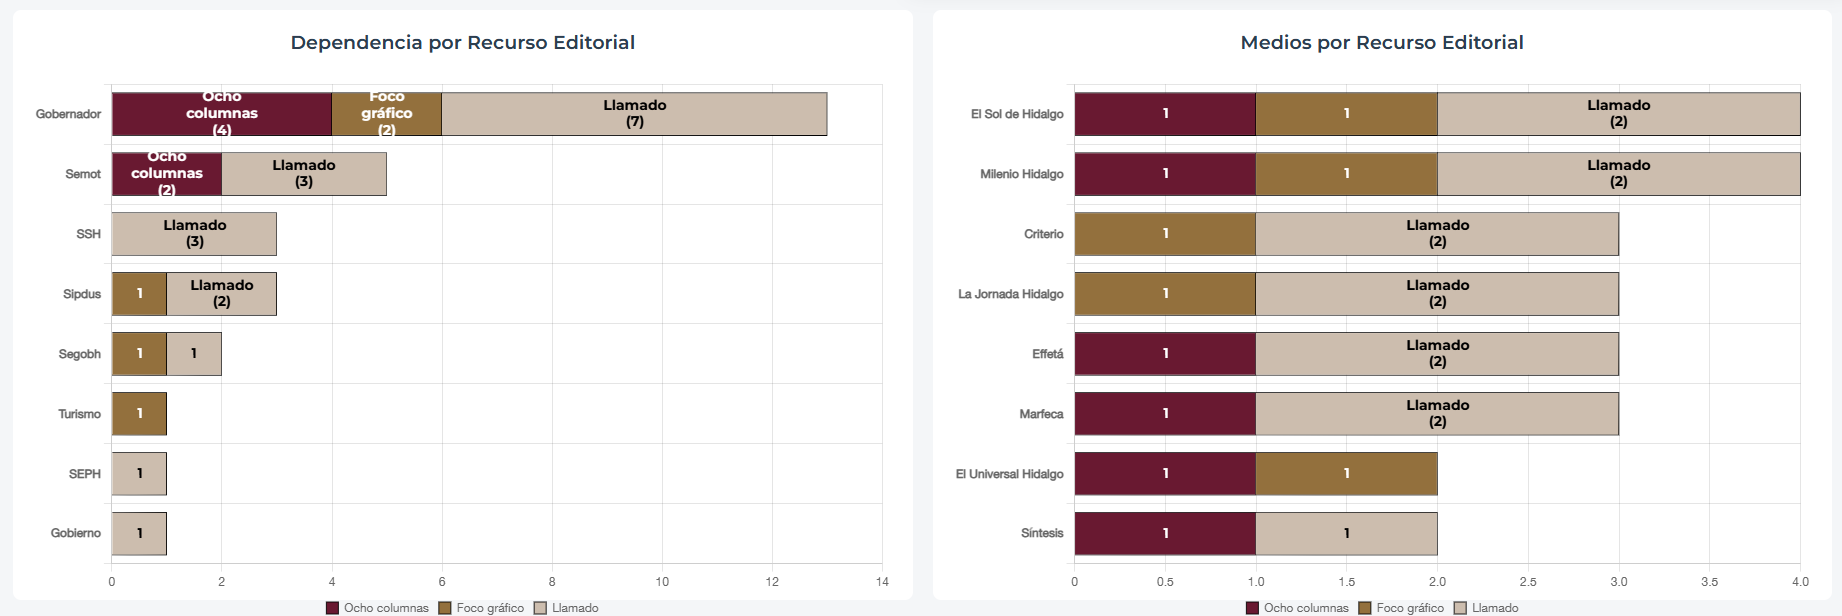 Dependencia por Recurso Editorial
Gobernador
Ocho
columnas
(4)
Foco
gráfico
(2)
Llamado
(7)
Semot
Ocho
columnas
(2)
Llamado
(3)
SSH
Llamado
(3)
Sipdus
1
Llamado
(2)
Segobh
1
1
Turismo
1
SEPH
1
Gobierno
1
0 2 4 6 8 10 12 14
Ocho columnas Foco gráfico Llamado
Medios por Recurso Editorial
El Sol de Hidalgo
1
1
Llamado
(2)
Milenio Hidalgo
1
1
Llamado
(2)
Criterio
1
Llamado
(2)
La Jornada Hidalgo
1
Llamado
(2)
Effetá
1
Llamado
(2)
Marfeca
1
Llamado
(2)
El Universal Hidalgo
1
1
Síntesis
1
1
0 0.5 1.0 1.5 2.0 2.5 3.0 3.5 4.0
Ocho columnas Foco gráfico Llamado